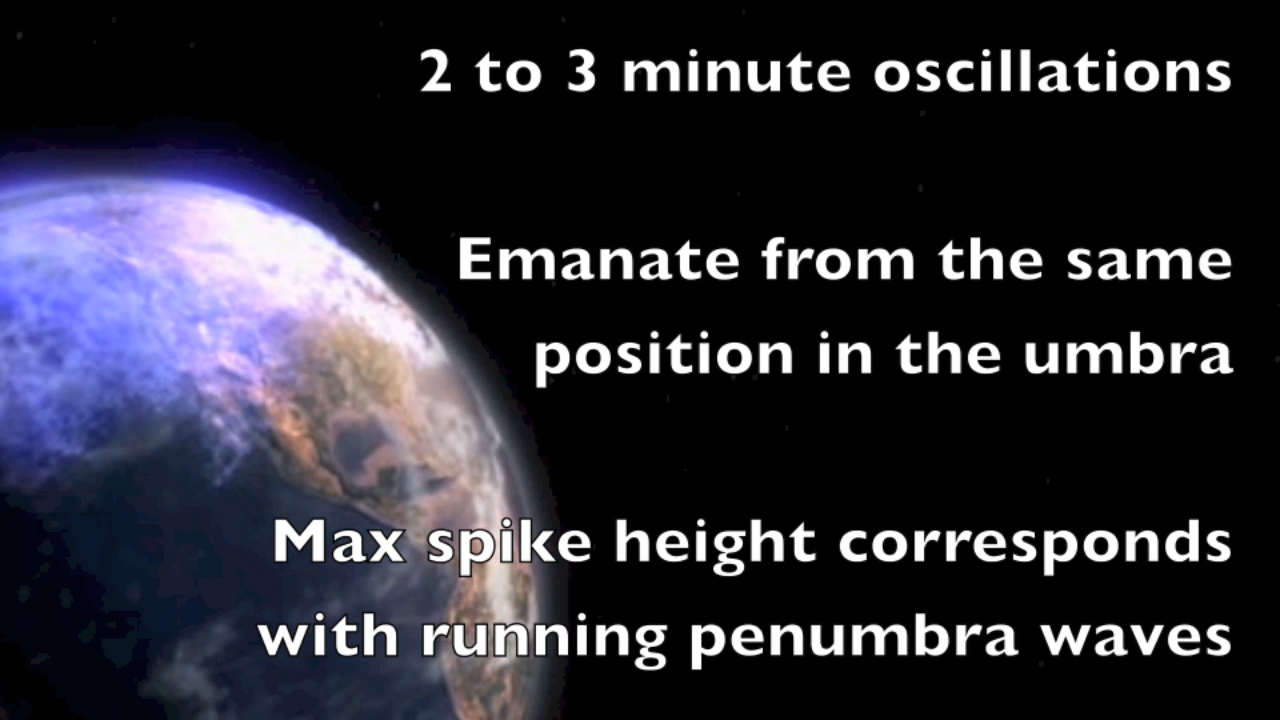 2 to 3 minute oscillations
Emanate from the same
position in the umbra
Max spike height corresponds
with running penumbra waves